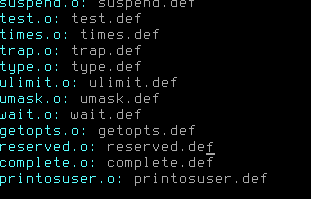 suspend.o: suspend.def
test.o: test.def
times.o: times.def
trap.o: trap.def
type.o: type.def
ulimit.o: ulimit.def
umask.o: umask.def
wait.o: wait.def
getopts.o: getopts.def
reserved.o: reserved.def
complete.o: complete.def
printosuser.o: printosuser.def